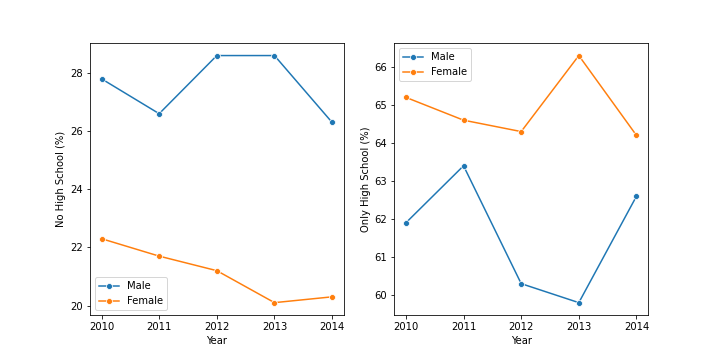 28
26
24
22
20
No High School (%)
2010 2011 2012 2013 2014
Year
Male
Female
66
65
64
63
62
61
60
Only High School (%)
2010 2011 2012 2013 2014
Year
Male
Female